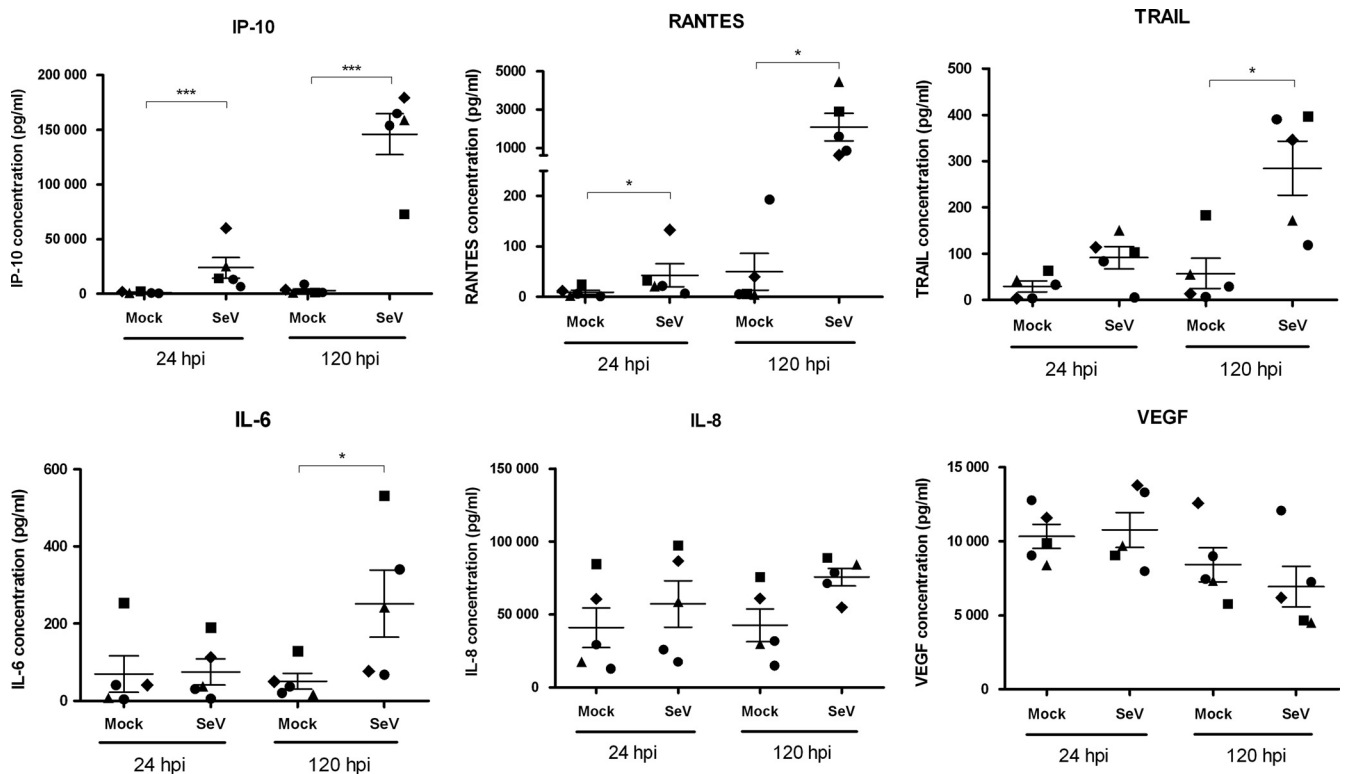 IP-10
IP-10 concentration (pg/ml)
200 000
150 000
100 000
50 000
0
***
***
Mock
SeV
Mock
SeV
24 hpi
120 hpi
RANTES
RANTES concentration (pg/ml)
5000
3000
1000
200
100
0
*
*
Mock
SeV
Mock
SeV
24 hpi
120 hpi
TRAIL
TRAIL concentration (pg/ml)
500
400
300
200
100
0
*
Mock
SeV
Mock
SeV
24 hpi
120 hpi
IL-6
IL-6 concentration (pg/ml)
600
400
200
0
*
Mock
SeV
Mock
SeV
24 hpi
120 hpi
IL-8
IL-8 concentration (pg/ml)
150 000
100 000
50 000
0
Mock
SeV
Mock
SeV
24 hpi
120 hpi
VEGF
VEGF concentration (pg/ml)
15 000
10 000
5 000
0
Mock
SeV
Mock
SeV
24 hpi
120 hpi